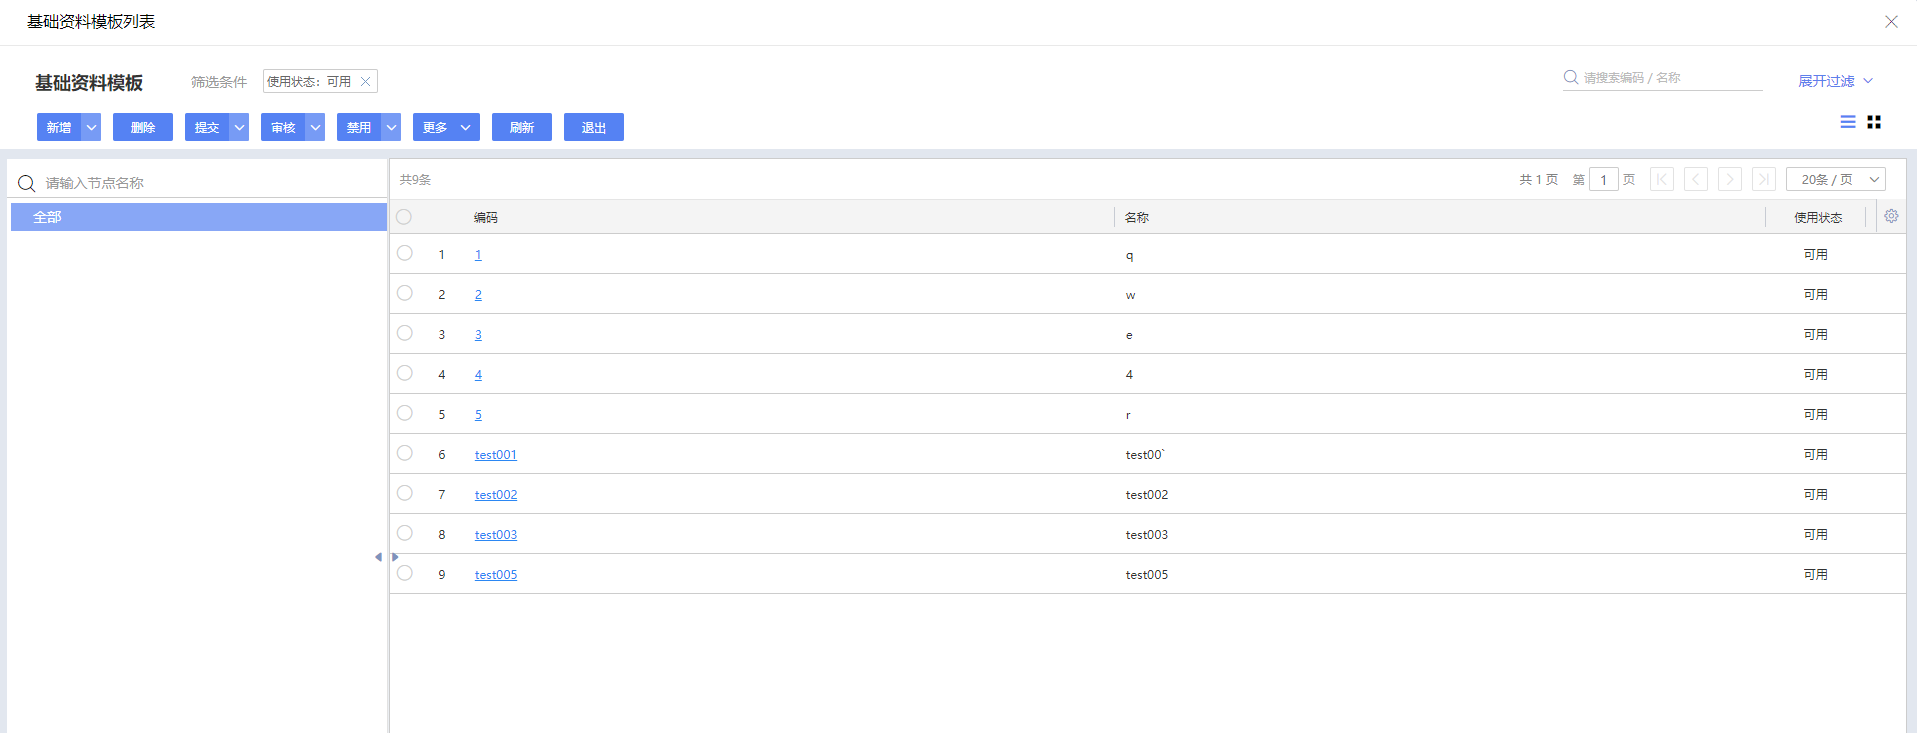 基础资料模板列表
基础资料模板 筛选条件 使用状态：可用 请搜索编码 / 名称 展开过滤
新增 删除 提交 审核 禁用 更多 刷新 退出
请输入节点名称 共9条 共 1 页 第 1 页 20条 / 页
全部 编码 名称 使用状态
1 1 q 可用
2 2 w 可用
3 3 e 可用
4 4 4 可用
5 5 r 可用
6 test001 test00` 可用
7 test002 test002 可用
8 test003 test003 可用
9 test005 test005 可用